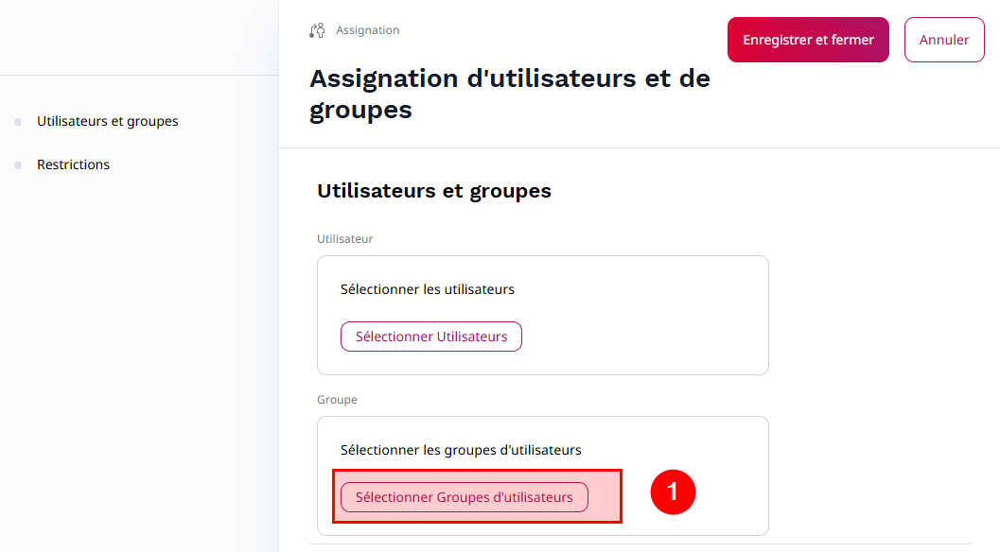 Assignation
Enregistrer et fermer
Annuler
Assignation d'utilisateurs et de
groupes
Utilisateurs et groupes
Restrictions
Utilisateurs et groupes
Utilisateur
Sélectionner les utilisateurs
Sélectionner Utilisateurs
Groupe
Sélectionner les groupes d'utilisateurs
Sélectionner Groupes d'utilisateurs
1